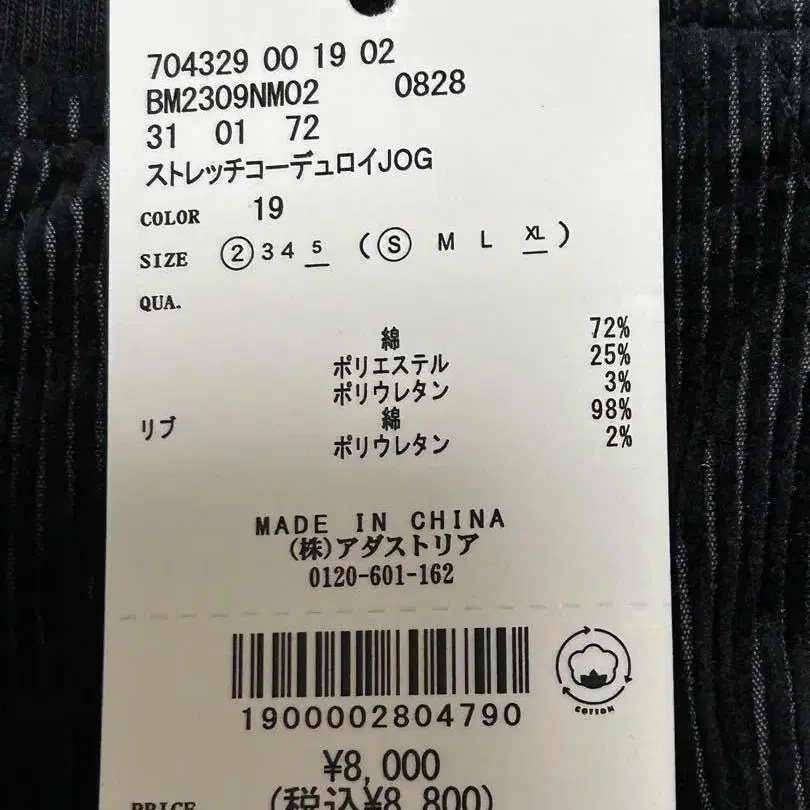 704329 00 19 02
BM2309NM02 0828
31 01 72
ストレッチコーデュロイJOG
COLOR 19
SIZE 2 3 4 5 (S M L XL)
QUA.
綿 72%
ポリエステル 25%
ポリウレタン 3%
リブ 綿 98%
ポリウレタン 2%
MADE IN CHINA
(株)アダストリア
0120-601-162
1900002804790
COTTON
¥8,000
PRICE (税込¥8,800)